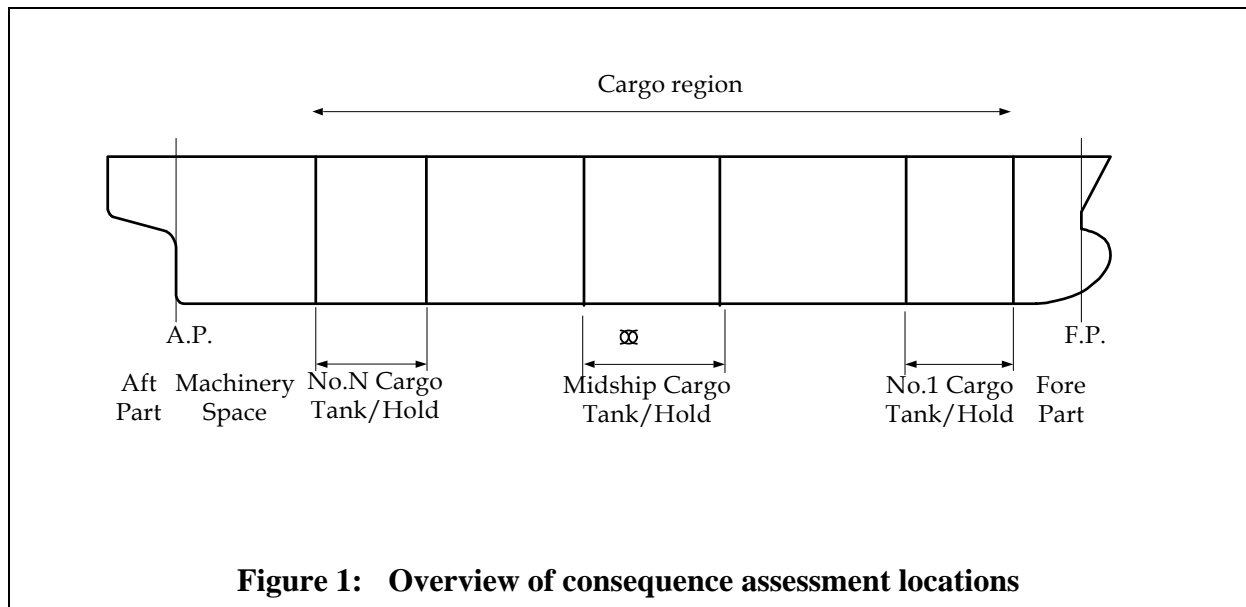 Cargo region
A.P.
F.P.
Aft
Part
Machinery
Space
No.N Cargo
Tank/Hold
Midship Cargo
Tank/Hold
No.1 Cargo
Tank/Hold
Fore
Part
Figure 1: Overview of consequence assessment locations